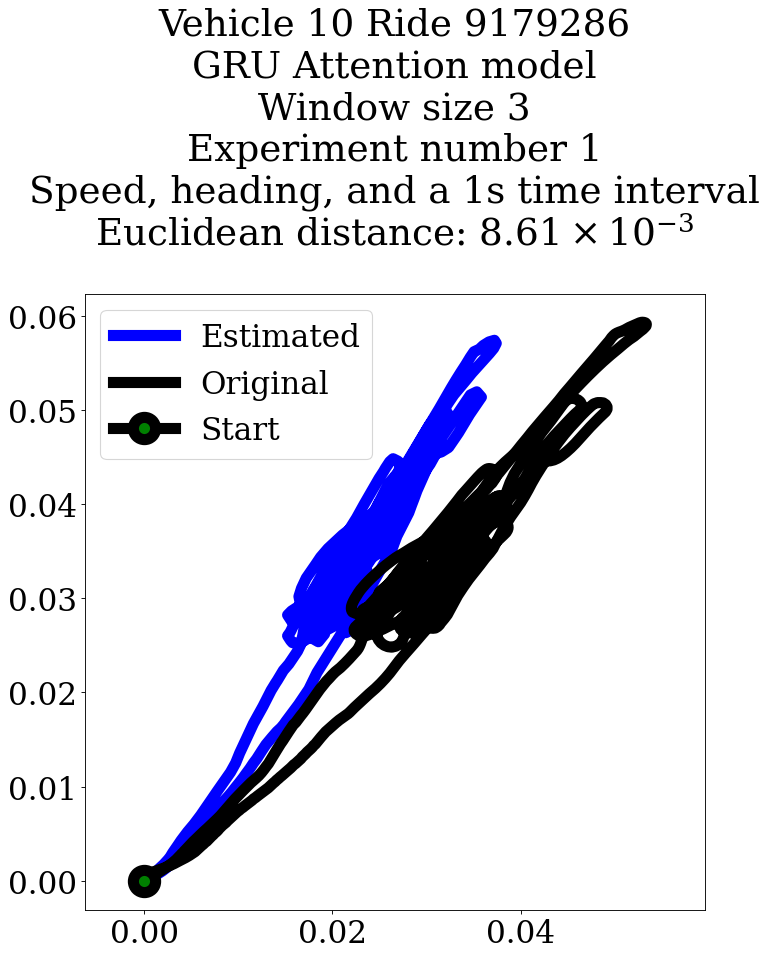 Vehicle 10 Ride 9179286
GRU Attention model
Window size 3
Experiment number 1
Speed, heading, and a 1s time interval
Euclidean distance: 8.61 × 10⁻³
0.06
0.05
0.04
0.03
0.02
0.01
0.00
Estimated
Original
Start
0.00 0.02 0.04